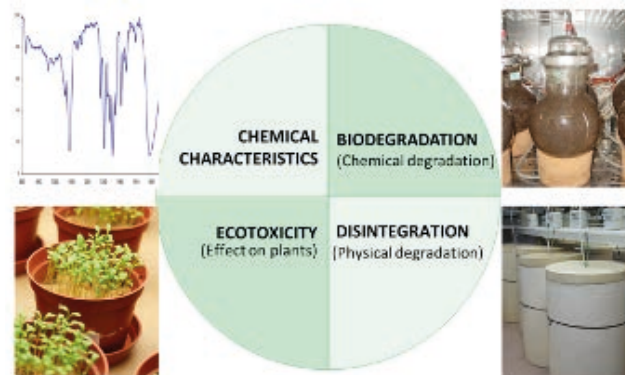 CHEMICAL
CHARACTERISTICS
BIODEGRADATION
(Chemical degradation)
ECOTOXICITY
(Effect on plants)
DISINTEGRATION
(Physical degradation)